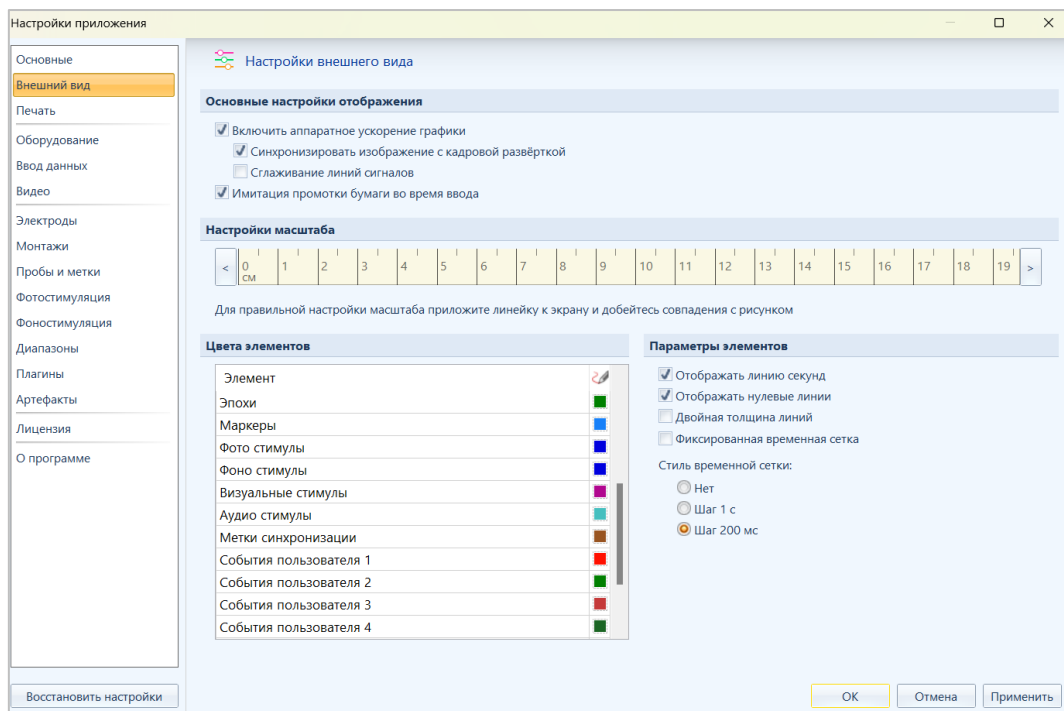 Настройки приложения
Основные
Внешний вид
Печать
Оборудование
Ввод данных
Видео
Электроды
Монтажи
Пробы и метки
Фотостимуляция
Фоностимуляция
Диапазоны
Плагины
Артефакты
Лицензия
О программе
Восстановить настройки
Настройки внешнего вида
Основные настройки отображения
Включить аппаратное ускорение графики
Синхронизировать изображение с кадровой развёрткой
Сглаживание линий сигналов
Имитация промотки бумаги во время ввода
Настройки масштаба
< 0 1 2 3 4 5 6 7 8 9 10 11 12 13 14 15 16 17 18 19 >
СМ
Для правильной настройки масштаба приложите линейку к экрану и добейтесь совпадения с рисунком
Цвета элементов
Элемент
Эпохи
Маркеры
Фото стимулы
Фоно стимулы
Визуальные стимулы
Аудио стимулы
Метки синхронизации
События пользователя 1
События пользователя 2
События пользователя 3
События пользователя 4
Параметры элементов
Отображать линию секунд
Отображать нулевые линии
Двойная толщина линий
Фиксированная временная сетка
Стиль временной сетки:
Нет
Шаг 1 с
Шаг 200 мс
ОК Отмена Применить